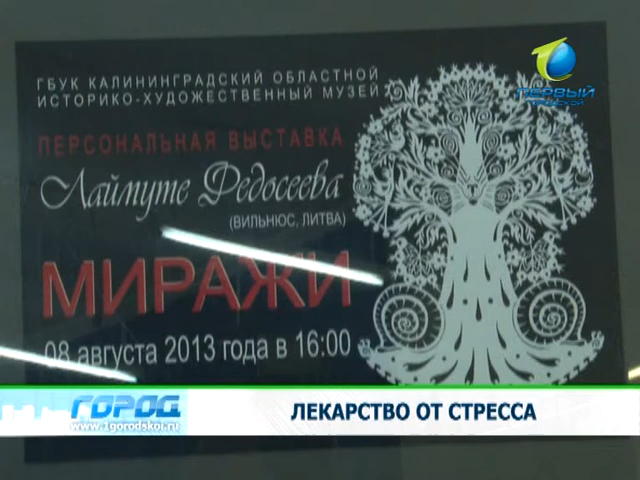 ГБУК КАЛИНИНГРАДСКИЙ ОБЛАСТНОЙ
ИСТОРИКО-ХУДОЖЕСТВЕННЫЙ МУЗЕЙ
ПЕРСОНАЛЬНАЯ ВЫСТАВКА
Лаймуте Федосеева
(ВИЛЬНЮС, ЛИТВА)
МИРАЖИ
08 августа 2013 года в 16:00
ПЕРВЫЙ
ГОРОДСКОЙ
ГОРОД
www.1gorodskoi.ru
ЛЕКАРСТВО ОТ СТРЕССА